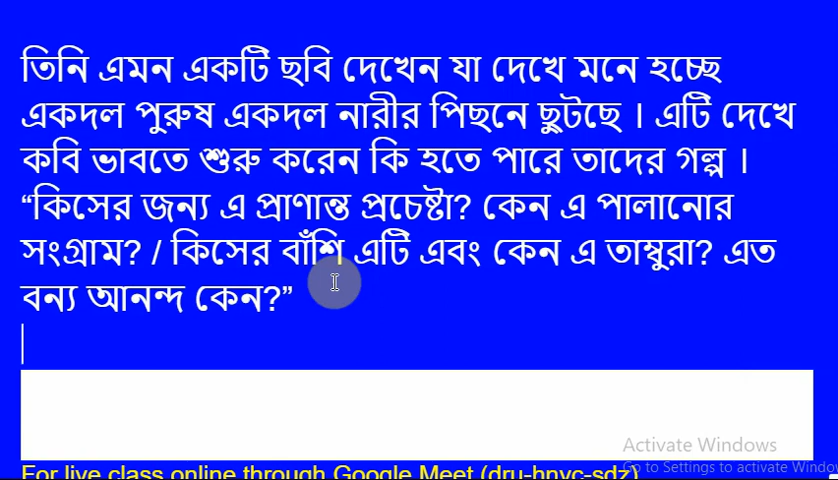 তিনি এমন একটি ছবি দেখেন যা দেখে মনে হচ্ছে
একদল পুরুষ একদল নারীর পিছনে ছুটছে । এটি দেখে
কবি ভাবতে শুরু করেন কি হতে পারে তাদের গল্প ।
“কিসের জন্য এ প্রাণান্ত প্রচেষ্টা? কেন এ পালানোর
সংগ্রাম? / কিসের বাঁশি এটি এবং কেন এ তাম্বুরা? এত
বন্য আনন্দ কেন?”
Activate Windows
Go to Settings to activate Window
For live class online through Google Meet (dru-hnvc-sdz)